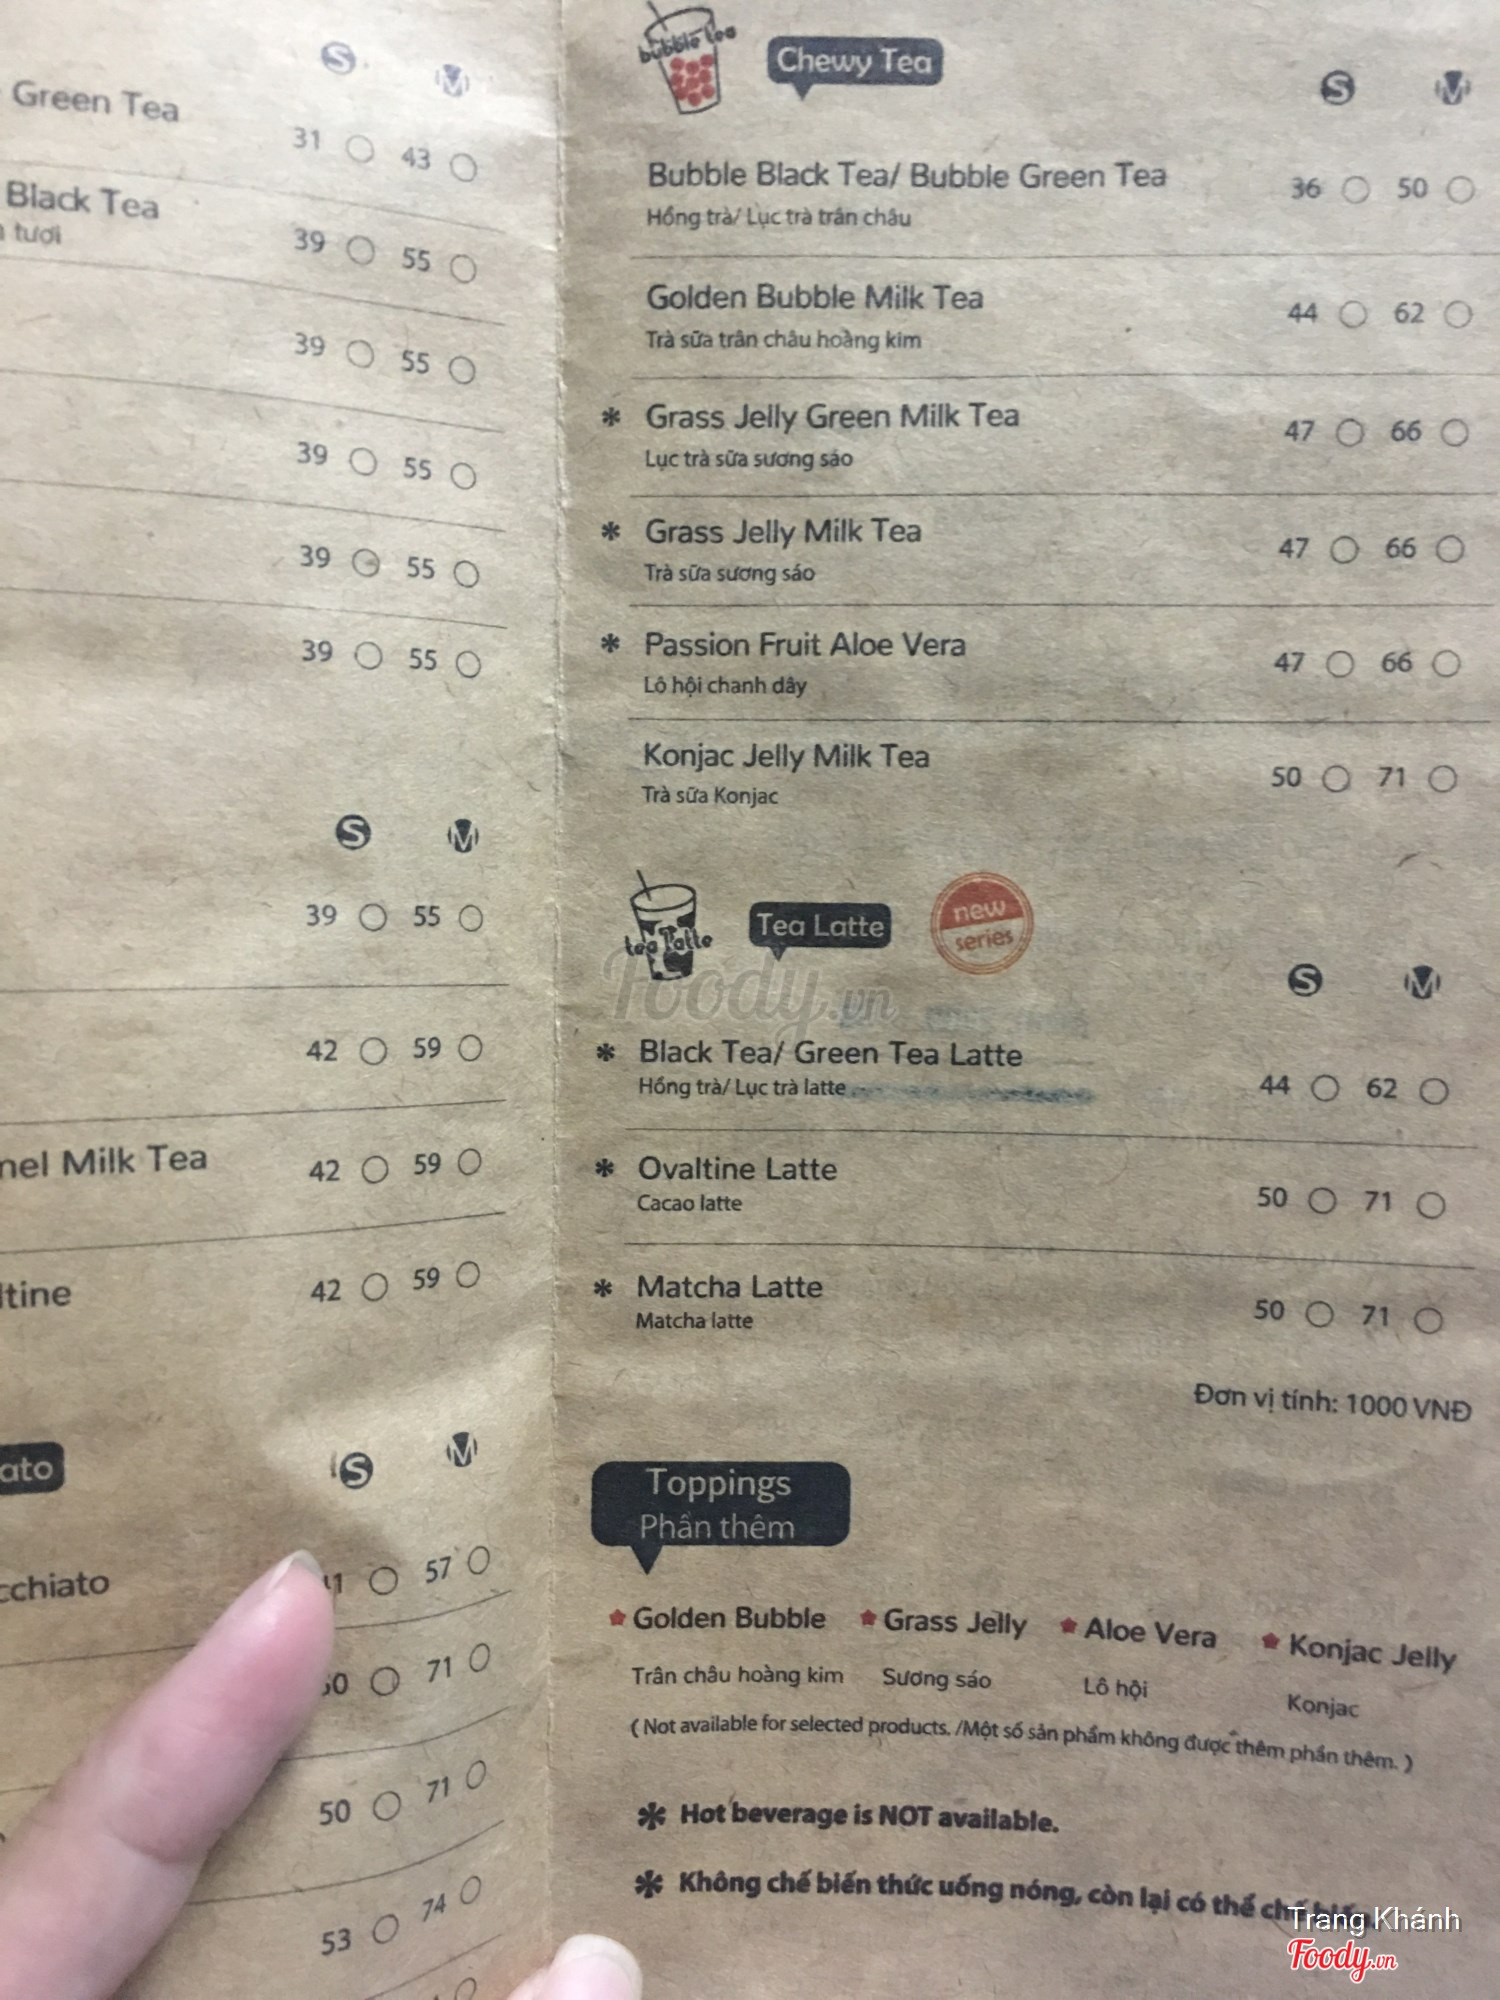 S M
Green Tea
31 43
Black Tea
tươi
39 55
39 55
39 55
39 55
39 55
S M
39 55
42 59
nel Milk Tea
42 59
ltine
42 59
ato
S M
cchiato
41 57
50 71
50 71
53 74
bubble tea
Chewy Tea
S M
Bubble Black Tea/ Bubble Green Tea
36 50
Hồng trà/ Lục trà trân châu
Golden Bubble Milk Tea
44 62
Trà sữa trân châu hoàng kim
* Grass Jelly Green Milk Tea
47 66
Lục trà sữa sương sáo
* Grass Jelly Milk Tea
47 66
Trà sữa sương sáo
* Passion Fruit Aloe Vera
47 66
Lô hội chanh dây
Konjac Jelly Milk Tea
50 71
Trà sữa Konjac
tea latte
Tea Latte
new
series
S M
Foody.vn
* Black Tea/ Green Tea Latte
44 62
Hồng trà/ Lục trà latte
* Ovaltine Latte
50 71
Cacao latte
* Matcha Latte
50 71
Matcha latte
Đơn vị tính: 1000 VNĐ
Toppings
Phần thêm
Golden Bubble Grass Jelly Aloe Vera Konjac Jelly
Trân châu hoàng kim Sương sáo Lô hội Konjac
( Not available for selected products. /Một số sản phẩm không được thêm phần thêm. )
* Hot beverage is NOT available.
* Không chế biến thức uống nóng, còn lại có thể chế biến
Trang Khánh
Foody.vn